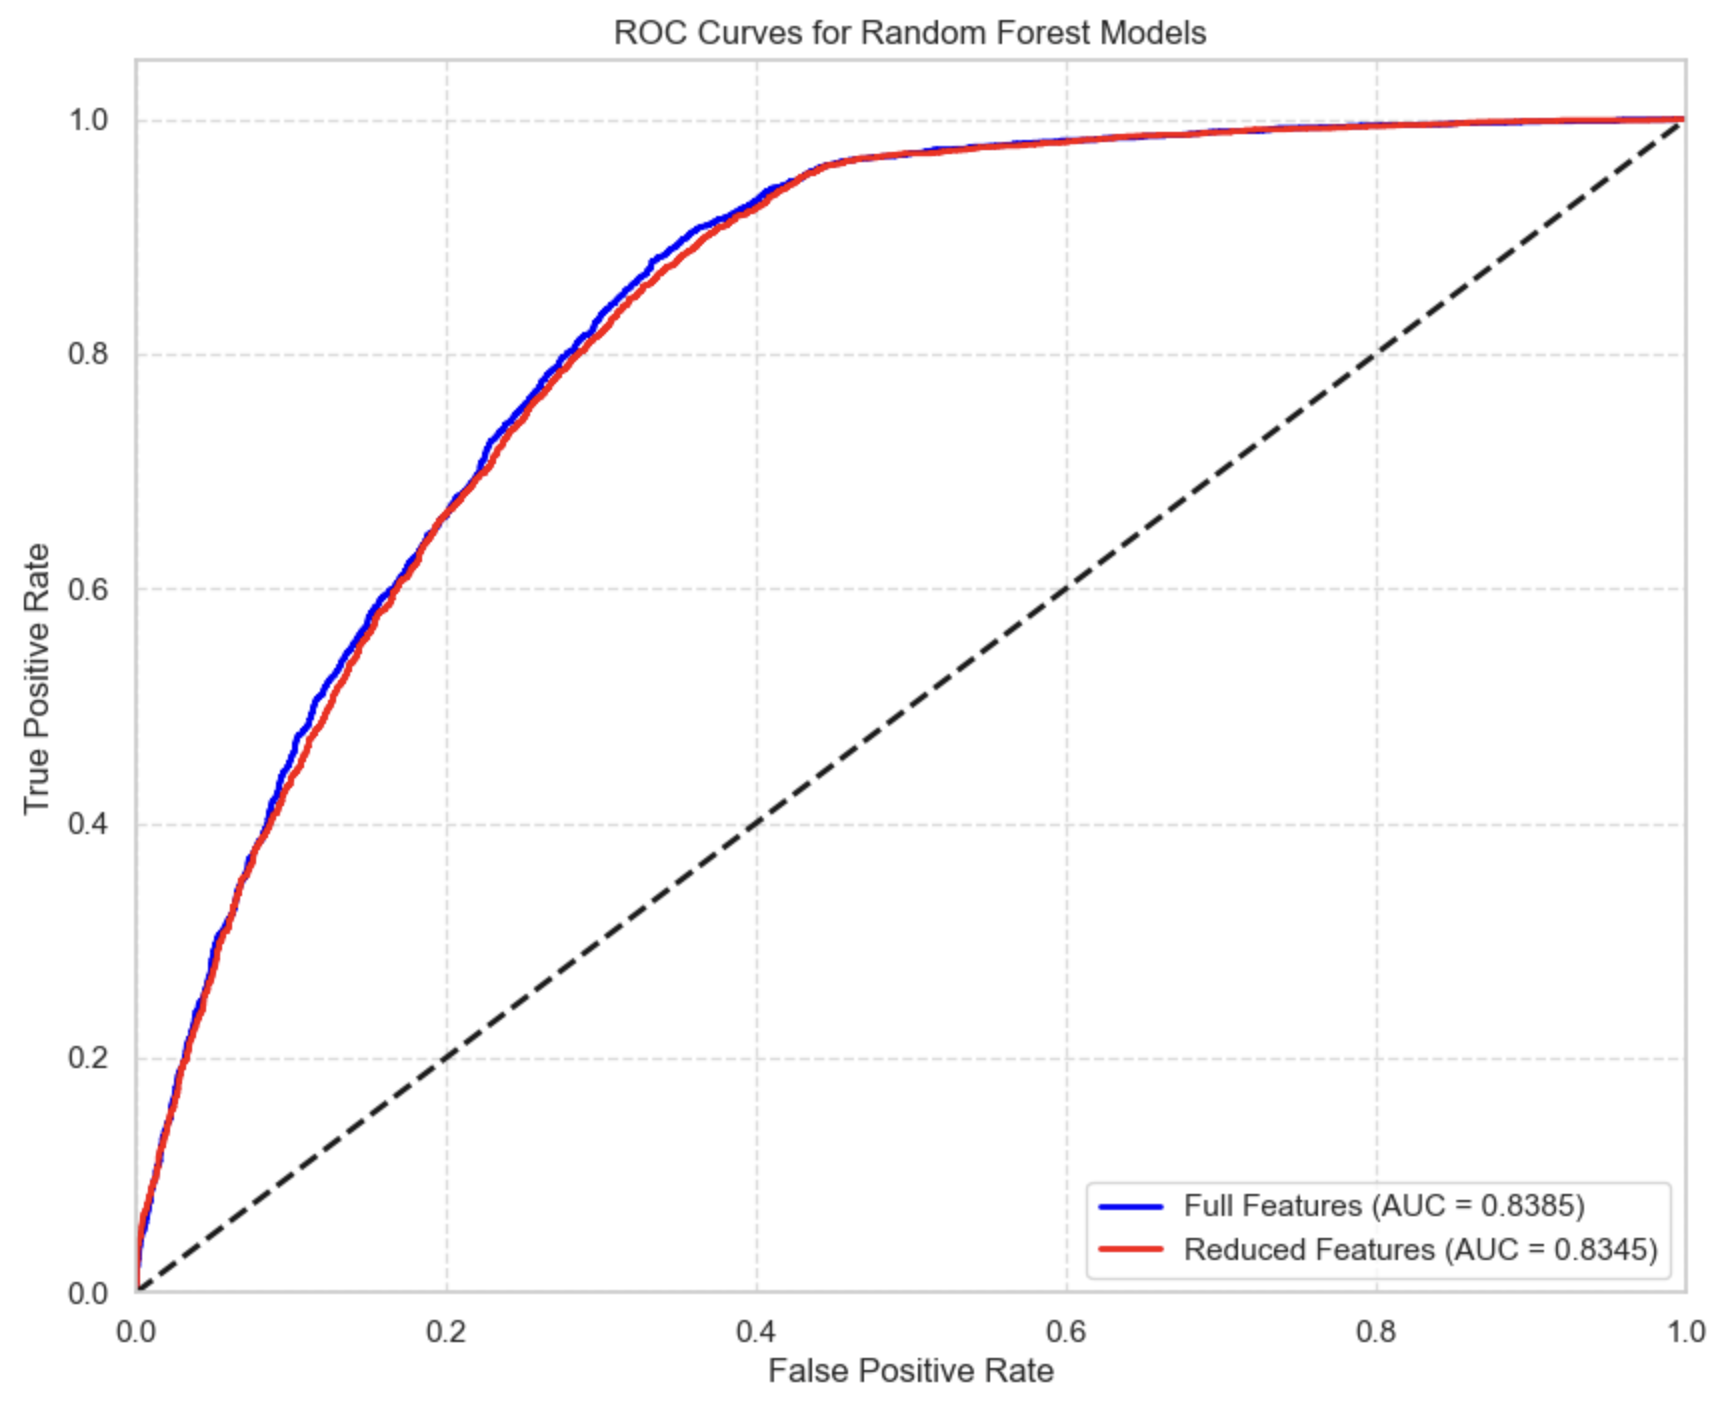 ROC Curves for Random Forest Models
1.0
0.8
0.6
0.4
0.2
0.0
True Positive Rate
0.0 0.2 0.4 0.6 0.8 1.0
False Positive Rate
Full Features (AUC = 0.8385)
Reduced Features (AUC = 0.8345)